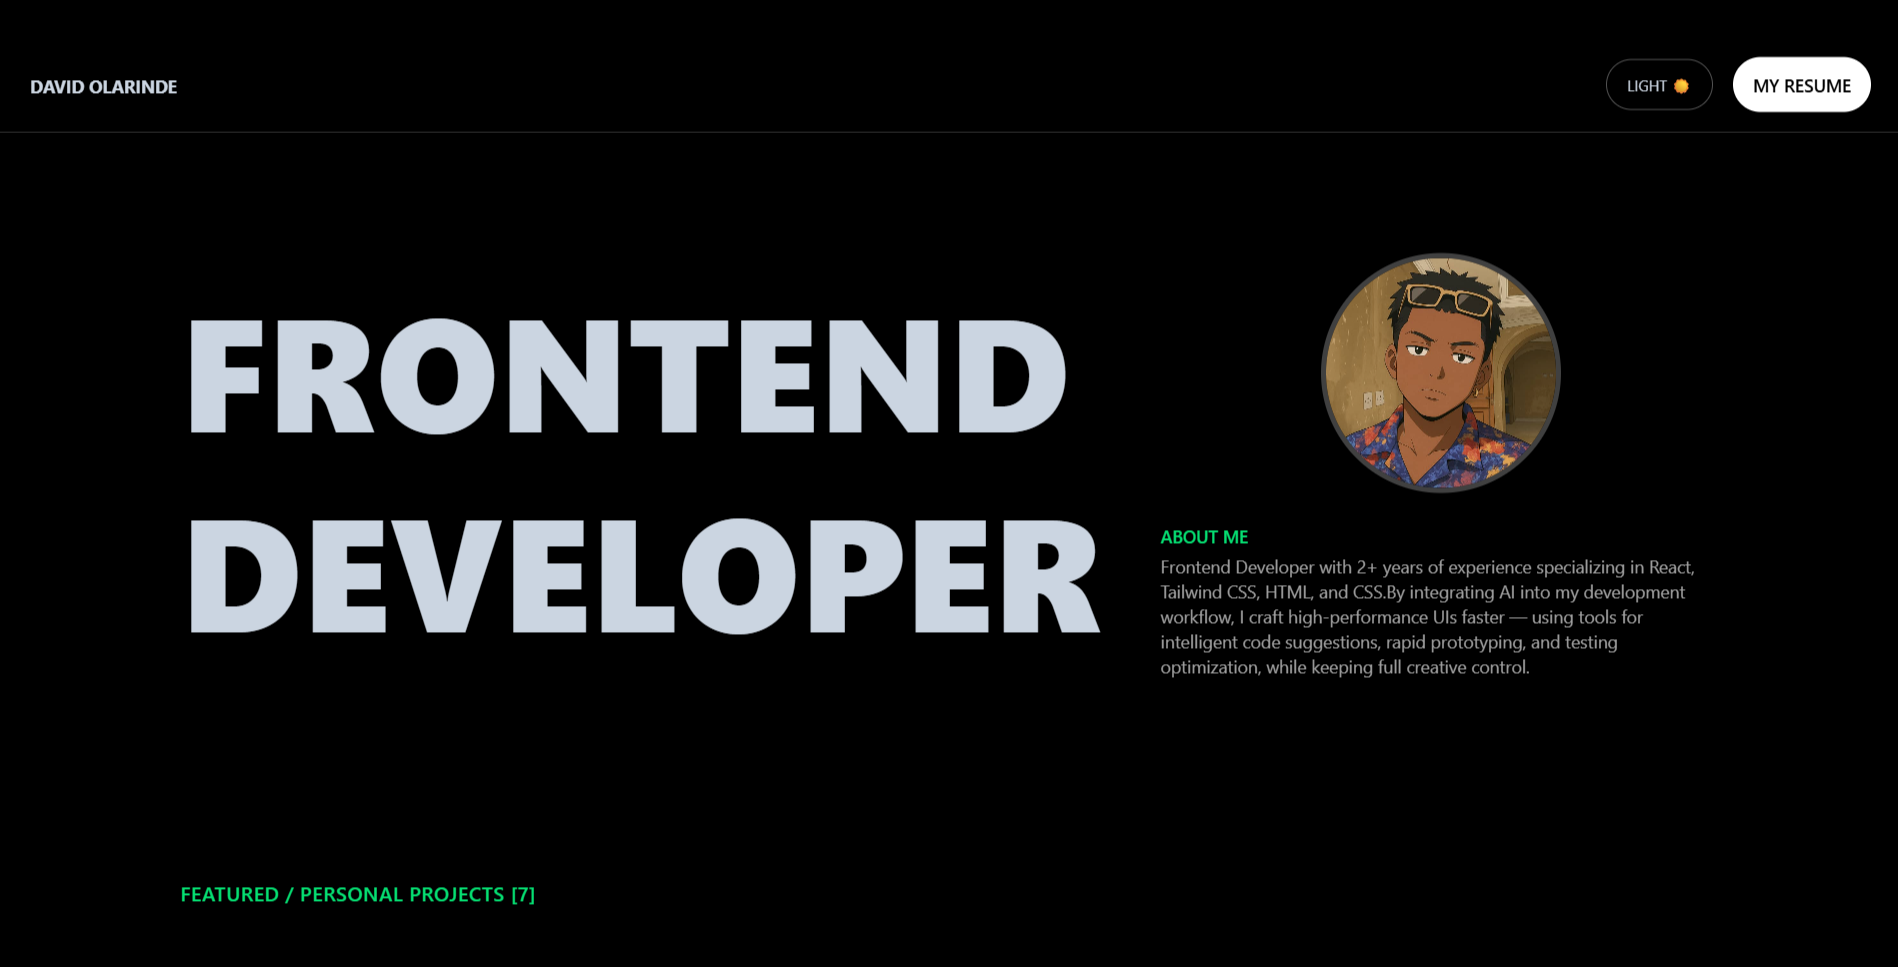 DAVID OLARINDE
LIGHT
MY RESUME
FRONTEND
DEVELOPER
ABOUT ME
Frontend Developer with 2+ years of experience specializing in React,
Tailwind CSS, HTML, and CSS.By integrating AI into my development
workflow, I craft high-performance UIs faster — using tools for
intelligent code suggestions, rapid prototyping, and testing
optimization, while keeping full creative control.
FEATURED / PERSONAL PROJECTS [7]